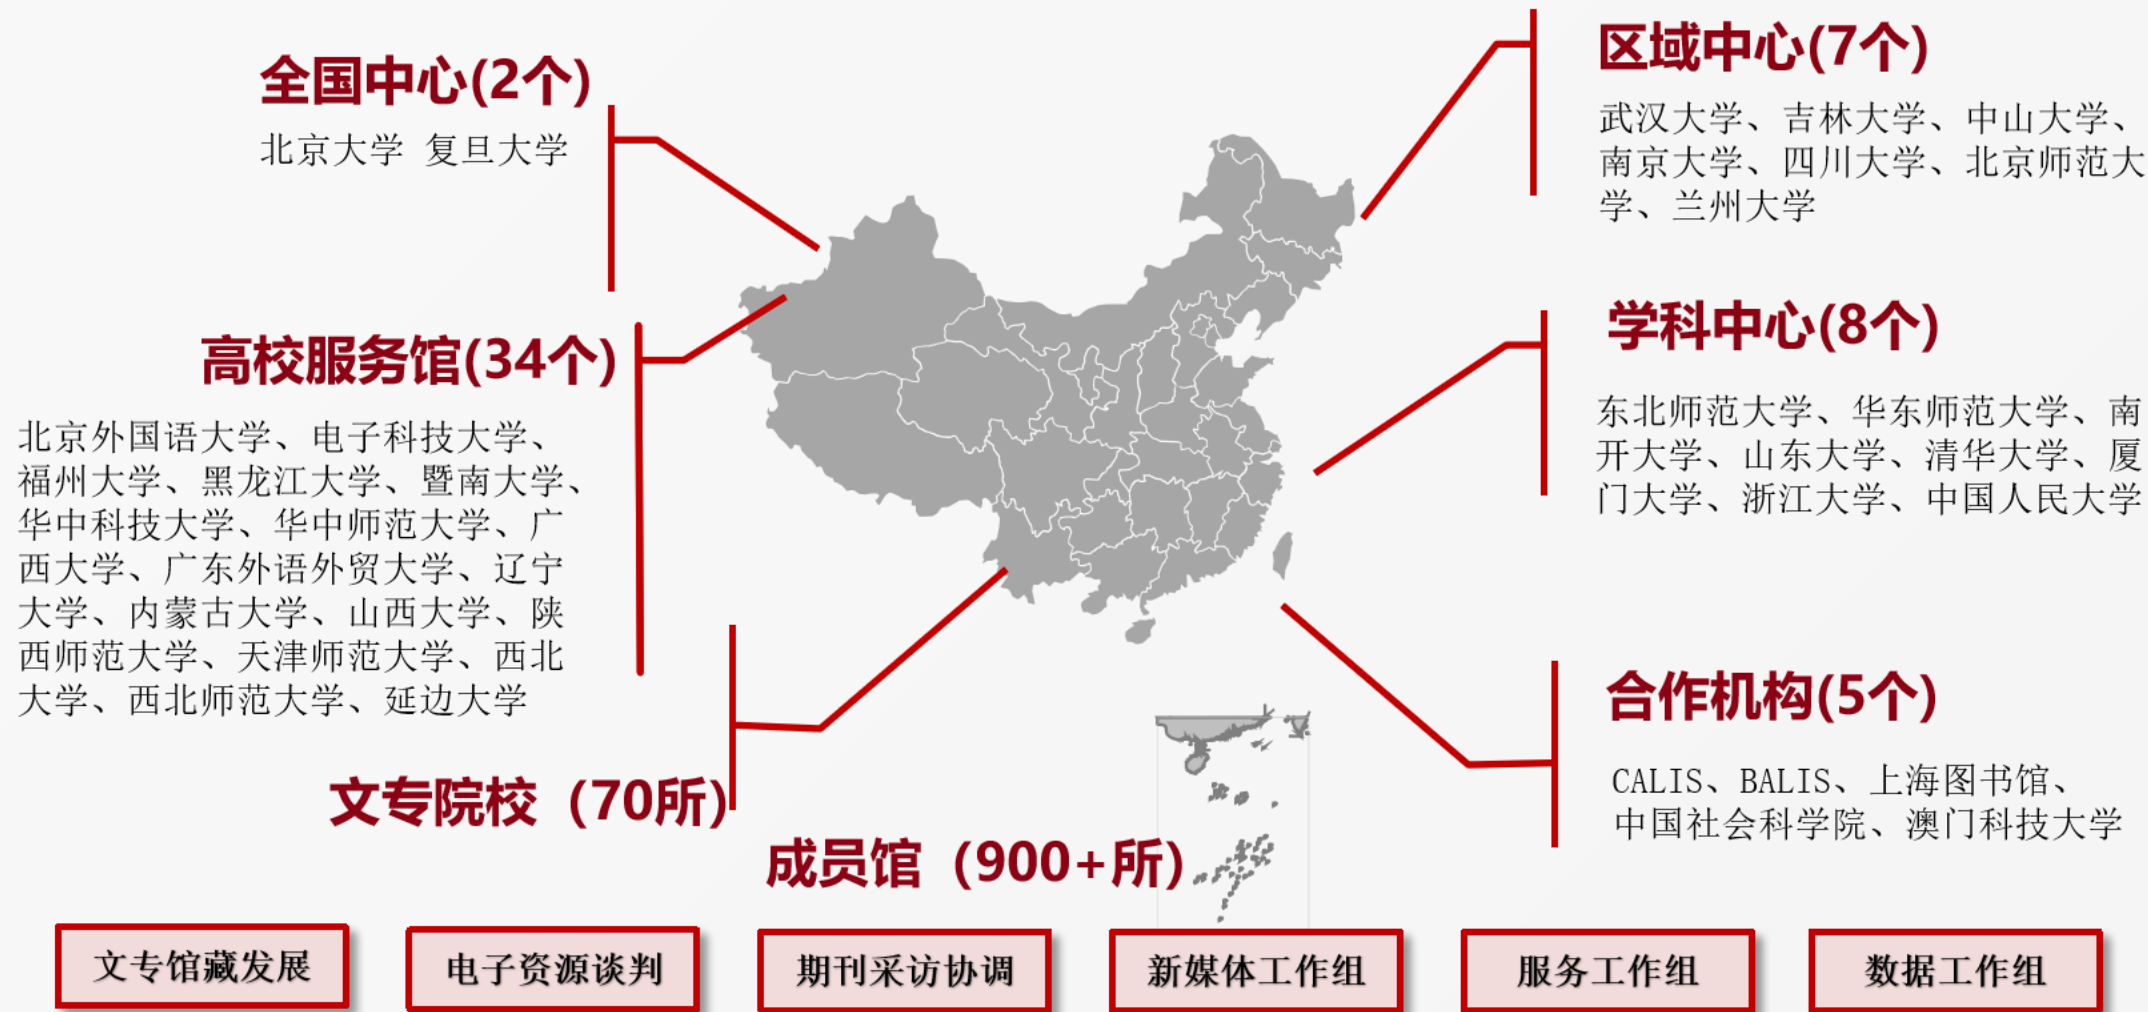 全国中心(2个)
北京大学 复旦大学
区域中心(7个)
武汉大学、吉林大学、中山大学、
南京大学、四川大学、北京师范大
学、兰州大学
高校服务馆(34个)
北京外国语大学、电子科技大学、
福州大学、黑龙江大学、暨南大学、
华中科技大学、华中师范大学、广
西大学、广东外语外贸大学、辽宁
大学、内蒙古大学、山西大学、陕
西师范大学、天津师范大学、西北
大学、西北师范大学、延边大学
学科中心(8个)
东北师范大学、华东师范大学、南
开大学、山东大学、清华大学、厦
门大学、浙江大学、中国人民大学
文专院校（70所）
合作机构(5个)
CALIS、BALIS、上海图书馆、
中国社会科学院、澳门科技大学
成员馆（900+所）
文专馆藏发展
电子资源谈判
期刊采访协调
新媒体工作组
服务工作组
数据工作组